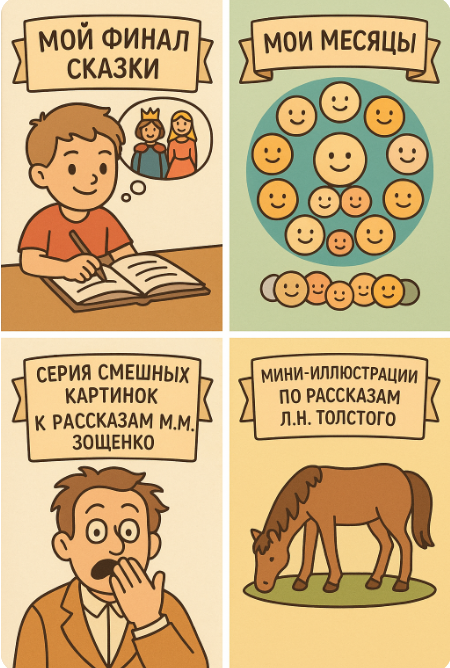 МОЙ ФИНАЛ
СКАЗКИ
МОИ МЕСЯЦЫ
СЕРИЯ СМЕШНЫХ
КАРТИНОК
К РАССКАЗАМ М.М.
ЗОЩЕНКО
МИНИ-ИЛЛЮСТРАЦИИ
ПО РАССКАЗАМ
Л.Н. ТОЛСТОГО